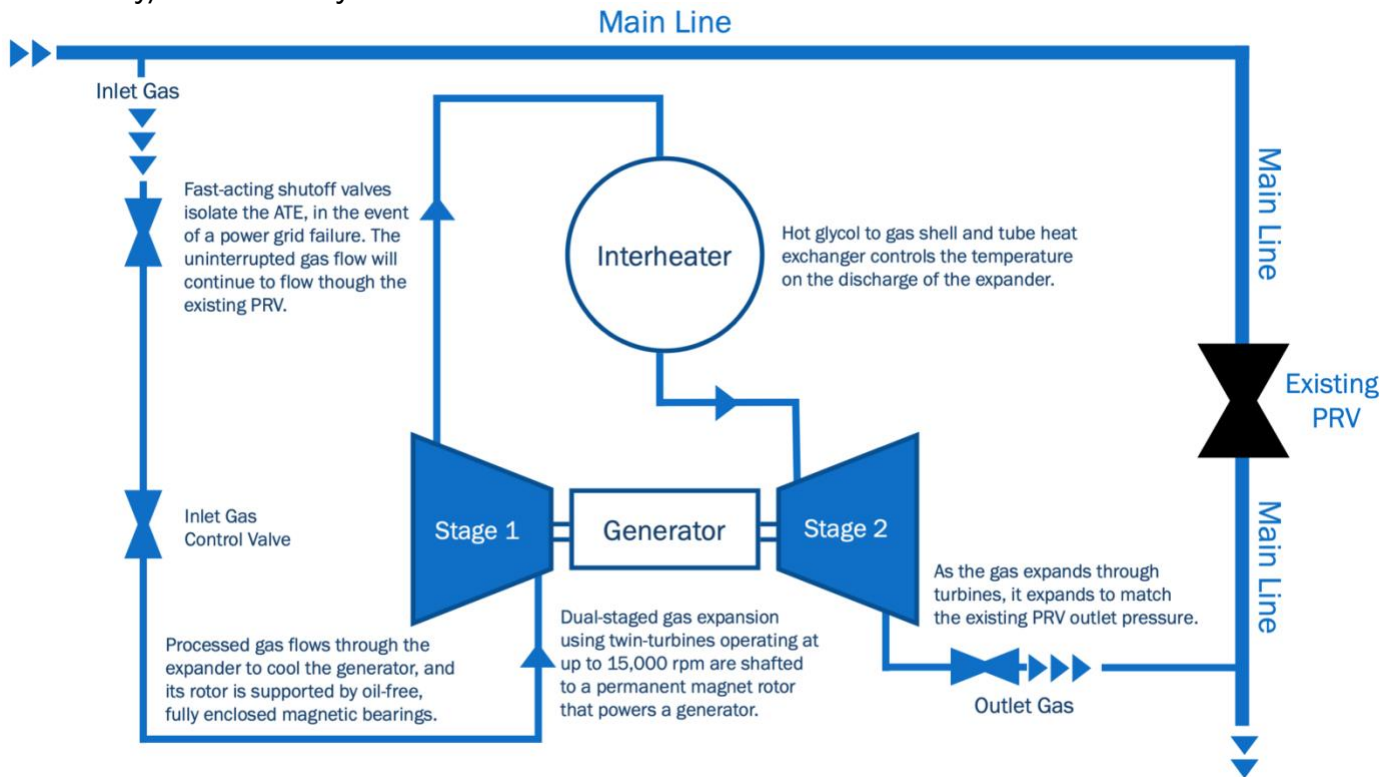 Main Line
Inlet Gas
Fast-acting shutoff valves
isolate the ATE, in the event
of a power grid failure. The
uninterrupted gas flow will
continue to flow though the
existing PRV.
Interheater
Hot glycol to gas shell and tube heat
exchanger controls the temperature
on the discharge of the expander.
Main Line
Existing
PRV
Inlet Gas
Control Valve
Stage 1
Generator
Stage 2
Main Line
As the gas expands through
turbines, it expands to match
the existing PRV outlet pressure.
Processed gas flows through the
expander to cool the generator, and
its rotor is supported by oil-free,
fully enclosed magnetic bearings.
Dual-staged gas expansion
using twin-turbines operating at
up to 15,000 rpm are shafted
to a permanent magnet rotor
that powers a generator.
Outlet Gas